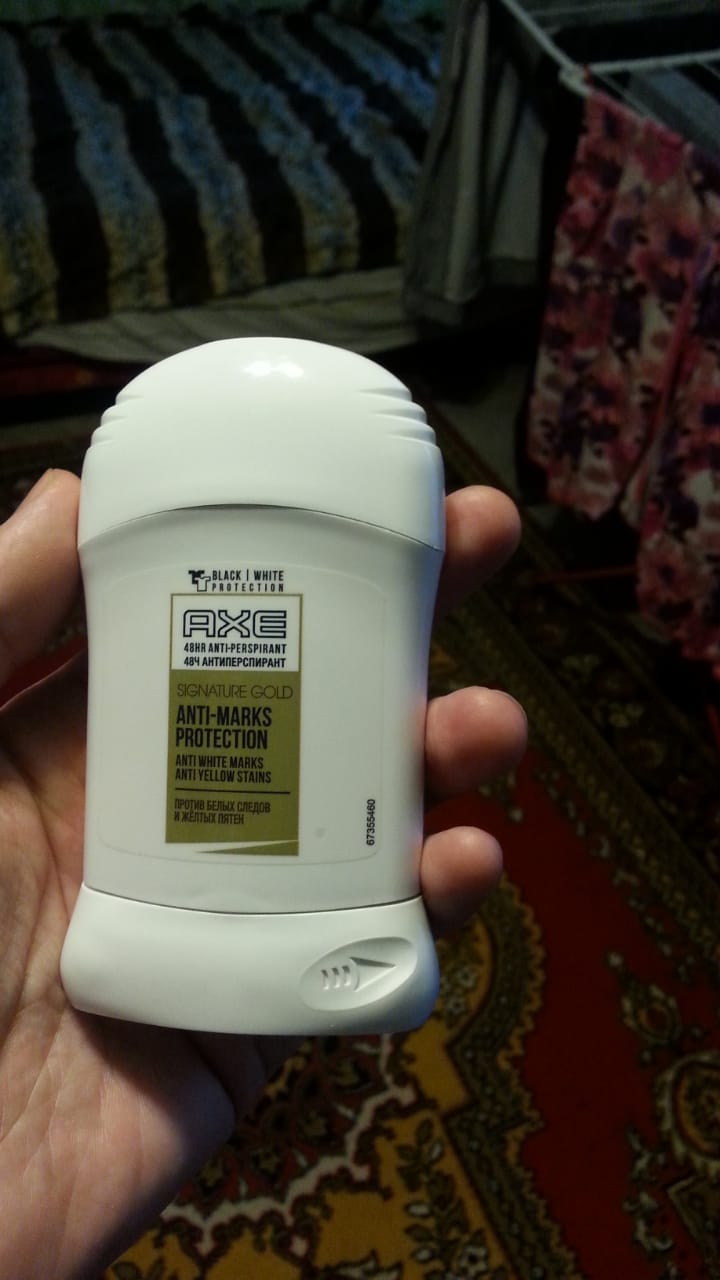 BLACK | WHITE
PROTECTION
AXE
48HR ANTI-PERSPIRANT
48Ч АНТИПЕРСПИРАНТ
SIGNATURE GOLD
ANTI-MARKS
PROTECTION
ANTI WHITE MARKS
ANTI YELLOW STAINS
ПРОТИВ БЕЛЫХ СЛЕДОВ
И ЖЁЛТЫХ ПЯТЕН
67355460